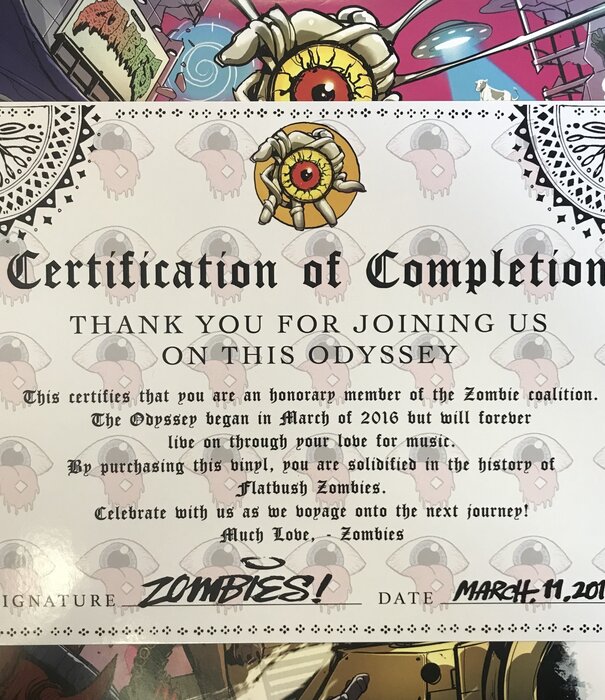 ZOMBIES
Certification of Completion
THANK YOU FOR JOINING US
ON THIS ODYSSEY
This certifies that you are an honorary member of the Zombie coalition.
The Odyssey began in March of 2016 but will forever
live on through your love for music.
By purchasing this vinyl, you are solidified in the history of
Flatbush Zombies.
Celebrate with us as we voyage onto the next journey!
Much Love, - Zombies
IGNATURE ZOMBIES! DATE MARCH.11.201